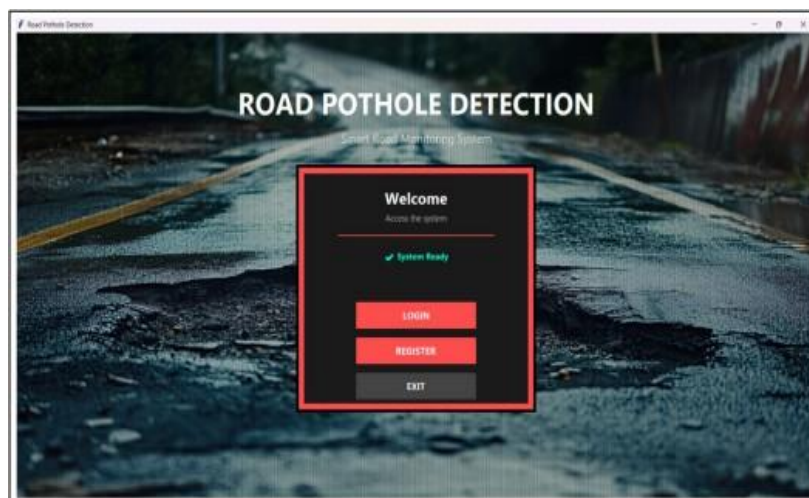 Road Pothole Detection
ROAD POTHOLE DETECTION
Smart Road Monitoring System
Welcome
Access the system
✔ System Ready
LOGIN
REGISTER
EXIT